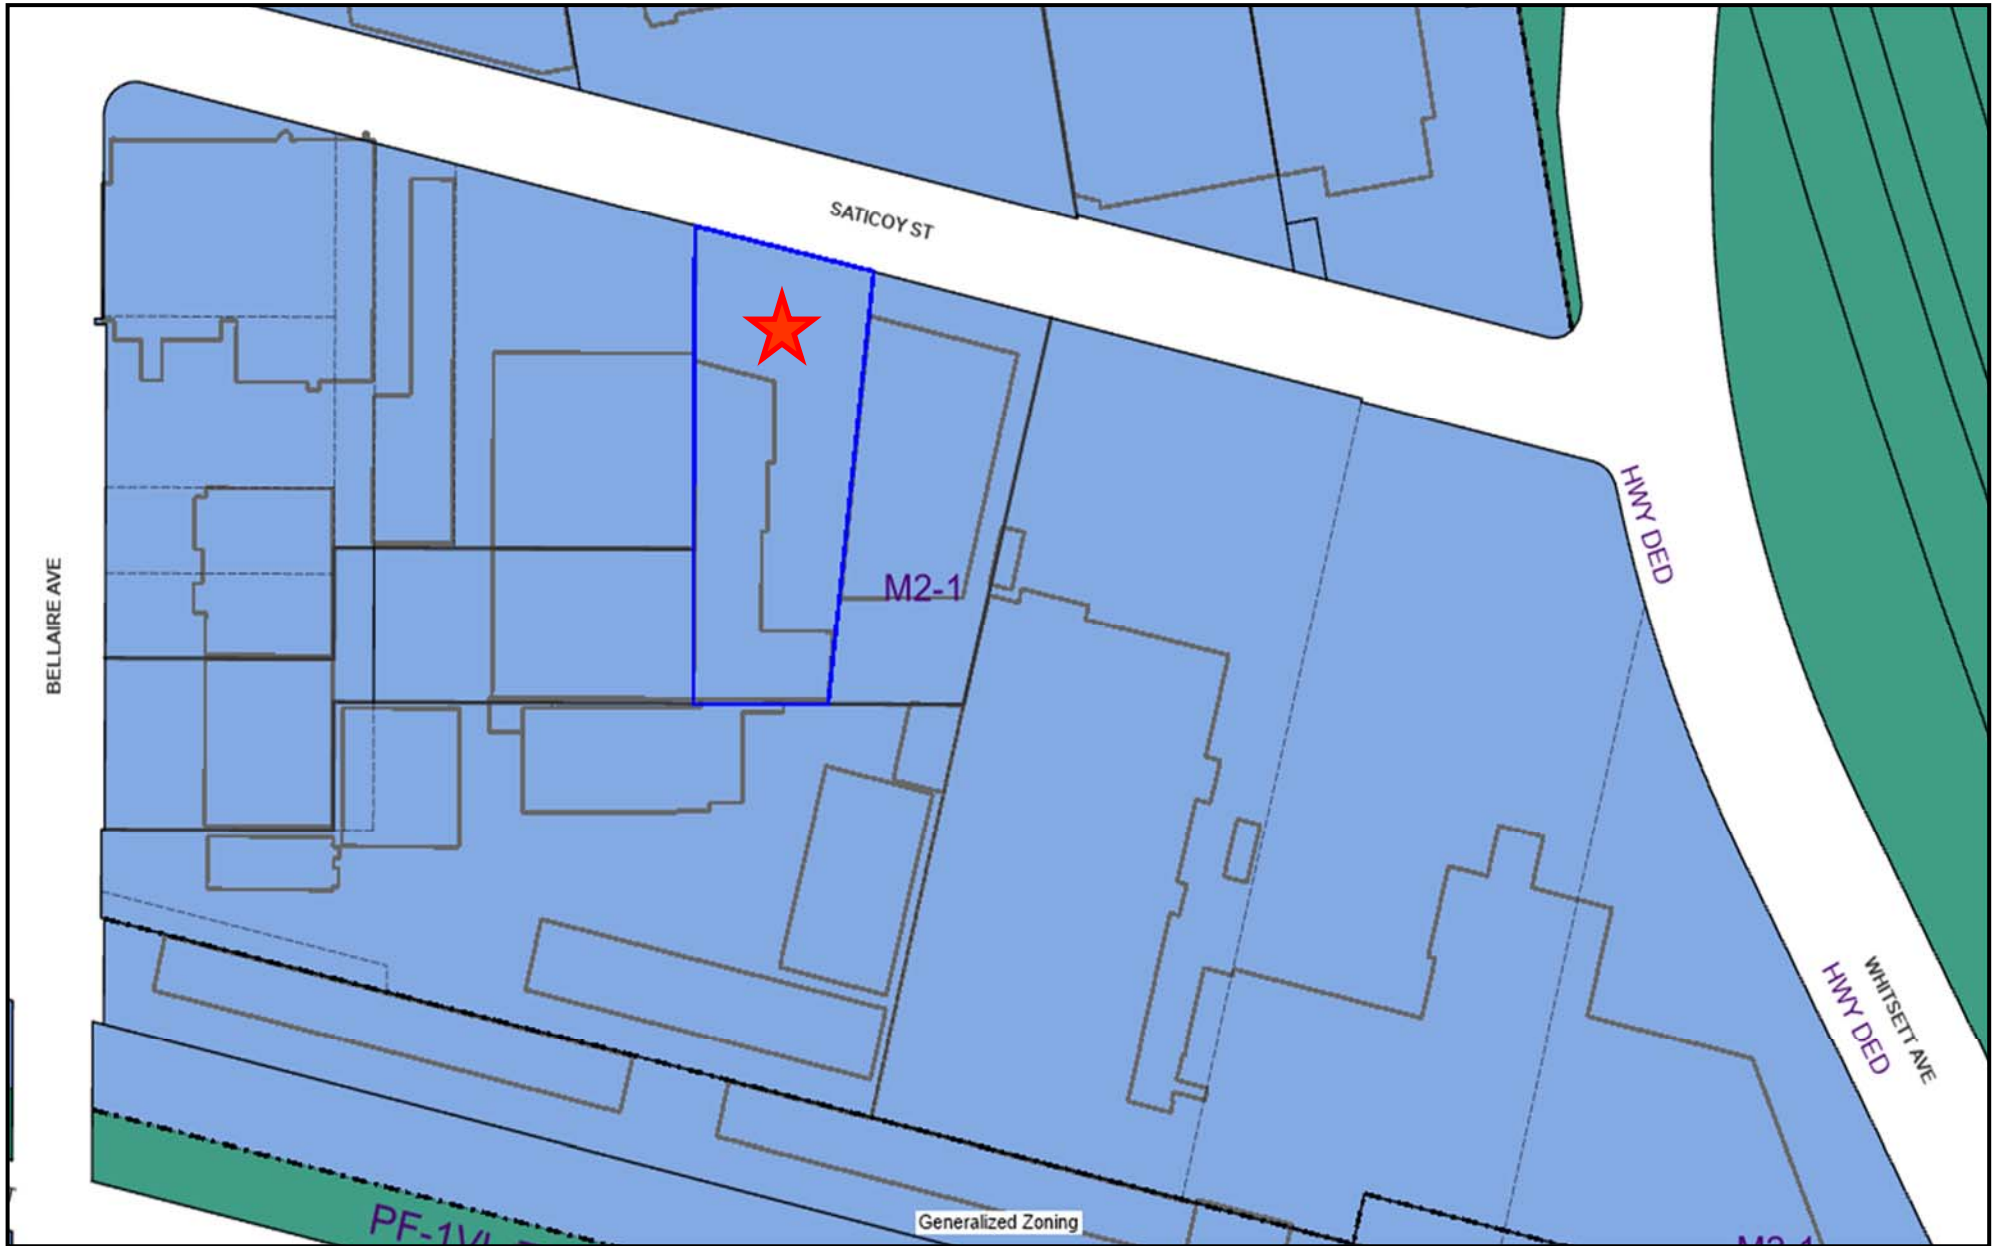 SATICOY ST
HWY DED
M2-1
BELLAIRE AVE
WHITSETT AVE
HWY DED
Generalized Zoning